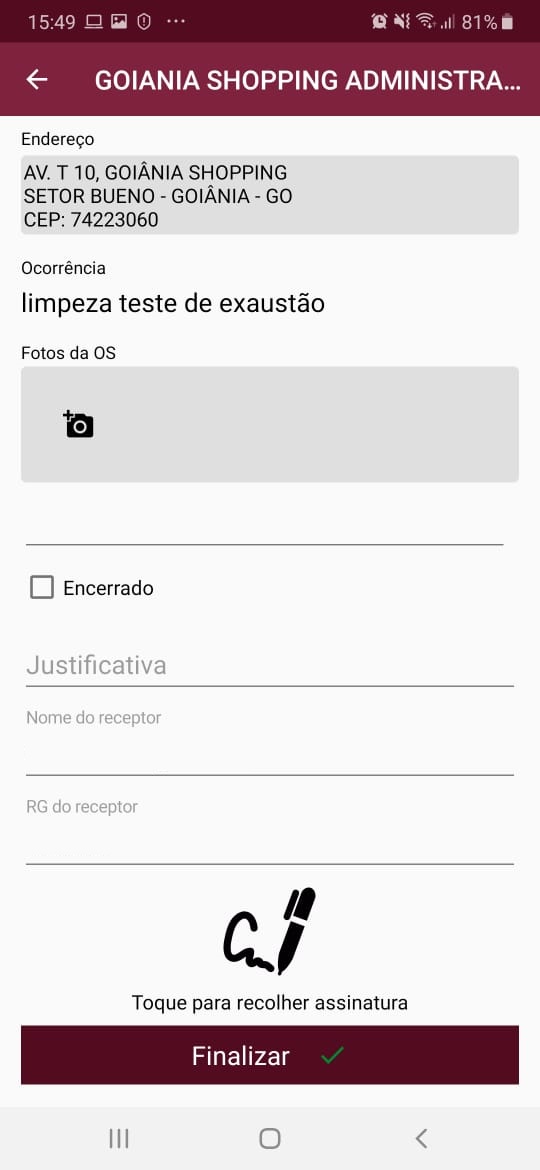 15:49
81%
GOIANIA SHOPPING ADMINISTRA...
Endereço
AV. T 10, GOIÂNIA SHOPPING
SETOR BUENO - GOIÂNIA - GO
CEP: 74223060
Ocorrência
limpeza teste de exaustão
Fotos da OS
Encerrado
Justificativa
Nome do receptor
RG do receptor
Toque para recolher assinatura
Finalizar